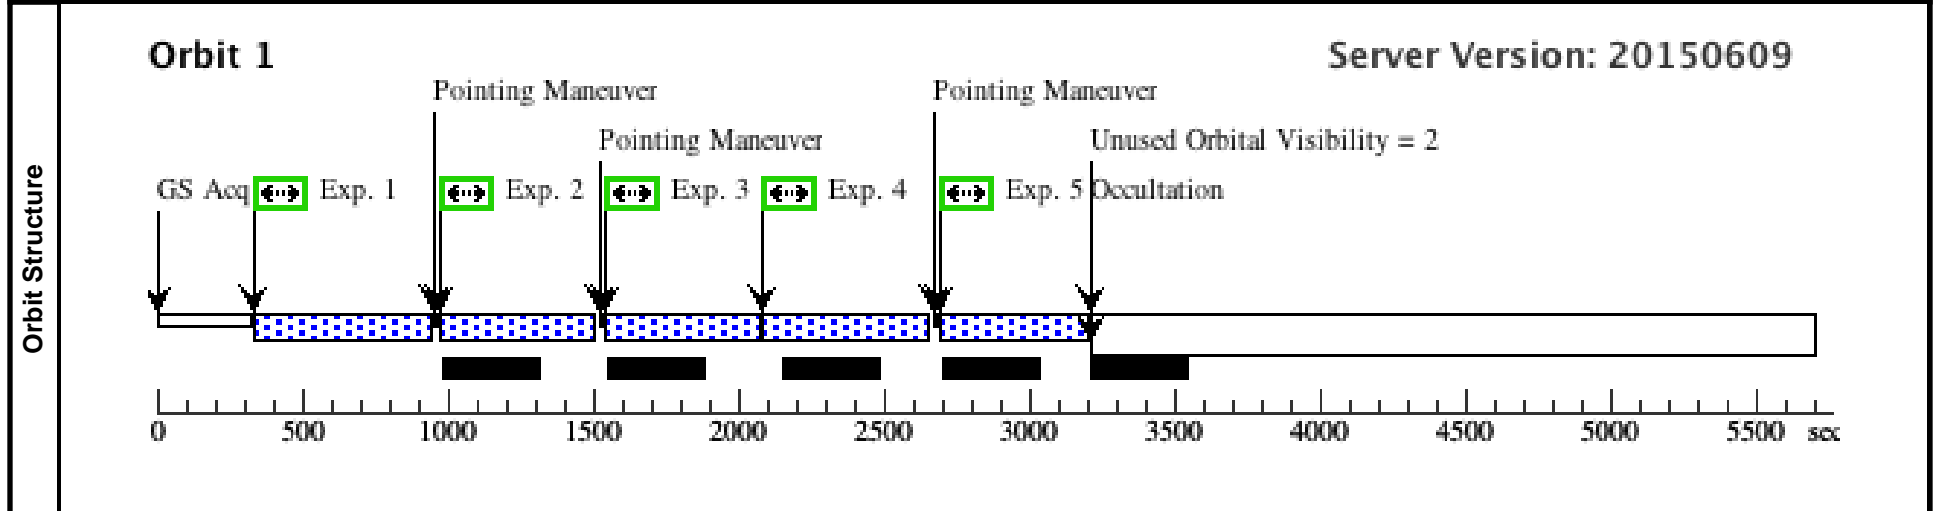 Orbit Structure
Orbit 1
Server Version: 20150609
Pointing Maneuver
Pointing Maneuver
Pointing Maneuver
Unused Orbital Visibility = 2
GS Acq
Exp. 1
Exp. 2
Exp. 3
Exp. 4
Exp. 5
Occultation
0 500 1000 1500 2000 2500 3000 3500 4000 4500 5000 5500 sec